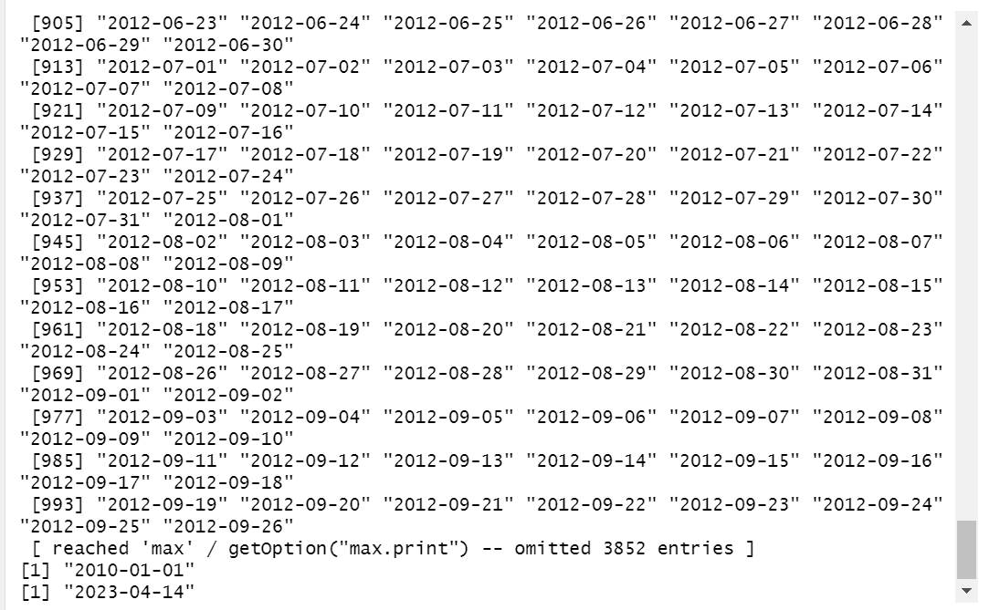 [905] "2012-06-23" "2012-06-24" "2012-06-25" "2012-06-26" "2012-06-27" "2012-06-28"
"2012-06-29" "2012-06-30"
[913] "2012-07-01" "2012-07-02" "2012-07-03" "2012-07-04" "2012-07-05" "2012-07-06"
"2012-07-07" "2012-07-08"
[921] "2012-07-09" "2012-07-10" "2012-07-11" "2012-07-12" "2012-07-13" "2012-07-14"
"2012-07-15" "2012-07-16"
[929] "2012-07-17" "2012-07-18" "2012-07-19" "2012-07-20" "2012-07-21" "2012-07-22"
"2012-07-23" "2012-07-24"
[937] "2012-07-25" "2012-07-26" "2012-07-27" "2012-07-28" "2012-07-29" "2012-07-30"
"2012-07-31" "2012-08-01"
[945] "2012-08-02" "2012-08-03" "2012-08-04" "2012-08-05" "2012-08-06" "2012-08-07"
"2012-08-08" "2012-08-09"
[953] "2012-08-10" "2012-08-11" "2012-08-12" "2012-08-13" "2012-08-14" "2012-08-15"
"2012-08-16" "2012-08-17"
[961] "2012-08-18" "2012-08-19" "2012-08-20" "2012-08-21" "2012-08-22" "2012-08-23"
"2012-08-24" "2012-08-25"
[969] "2012-08-26" "2012-08-27" "2012-08-28" "2012-08-29" "2012-08-30" "2012-08-31"
"2012-09-01" "2012-09-02"
[977] "2012-09-03" "2012-09-04" "2012-09-05" "2012-09-06" "2012-09-07" "2012-09-08"
"2012-09-09" "2012-09-10"
[985] "2012-09-11" "2012-09-12" "2012-09-13" "2012-09-14" "2012-09-15" "2012-09-16"
"2012-09-17" "2012-09-18"
[993] "2012-09-19" "2012-09-20" "2012-09-21" "2012-09-22" "2012-09-23" "2012-09-24"
"2012-09-25" "2012-09-26"
[ reached 'max' / getOption("max.print") -- omitted 3852 entries ]
[1] "2010-01-01"
[1] "2023-04-14"